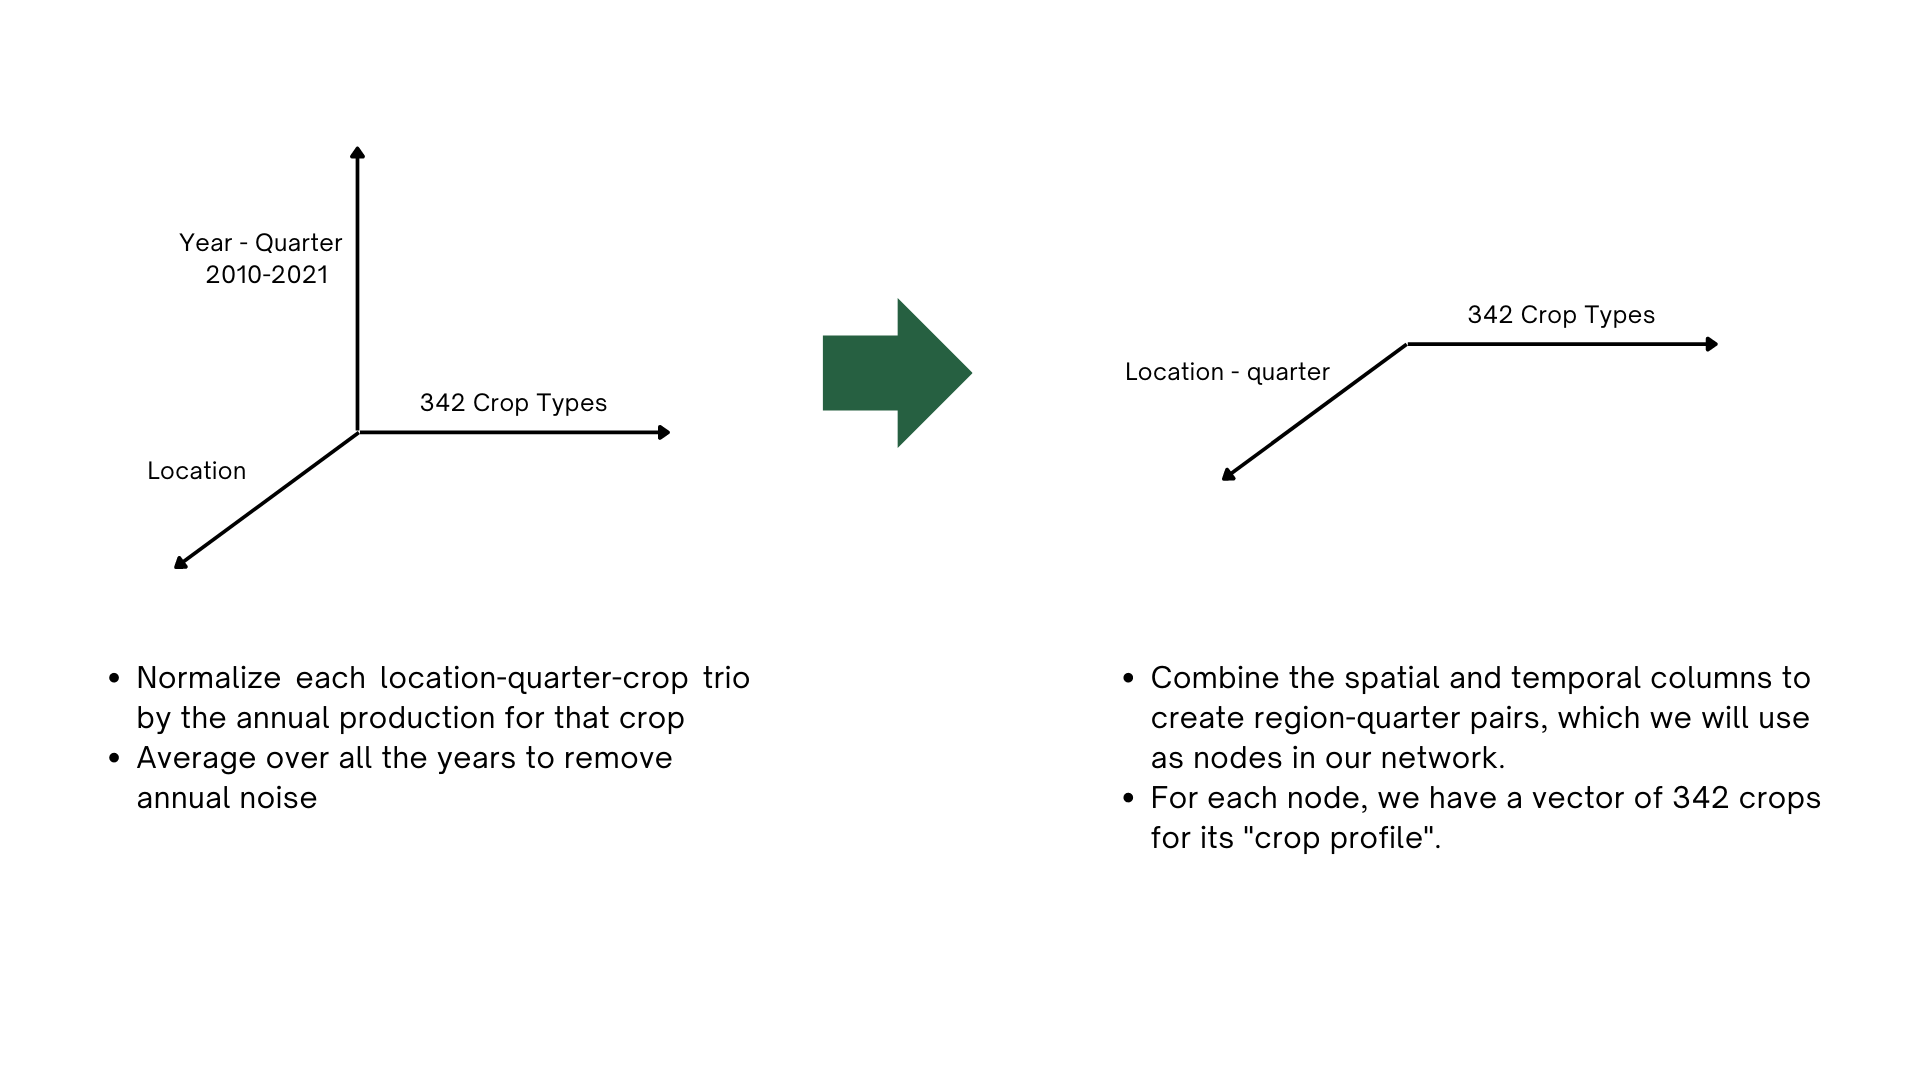 Year - Quarter
2010-2021
342 Crop Types
Location
342 Crop Types
Location - quarter
• Normalize each location-quarter-crop trio
by the annual production for that crop
• Average over all the years to remove
annual noise
• Combine the spatial and temporal columns to
create region-quarter pairs, which we will use
as nodes in our network.
• For each node, we have a vector of 342 crops
for its "crop profile".